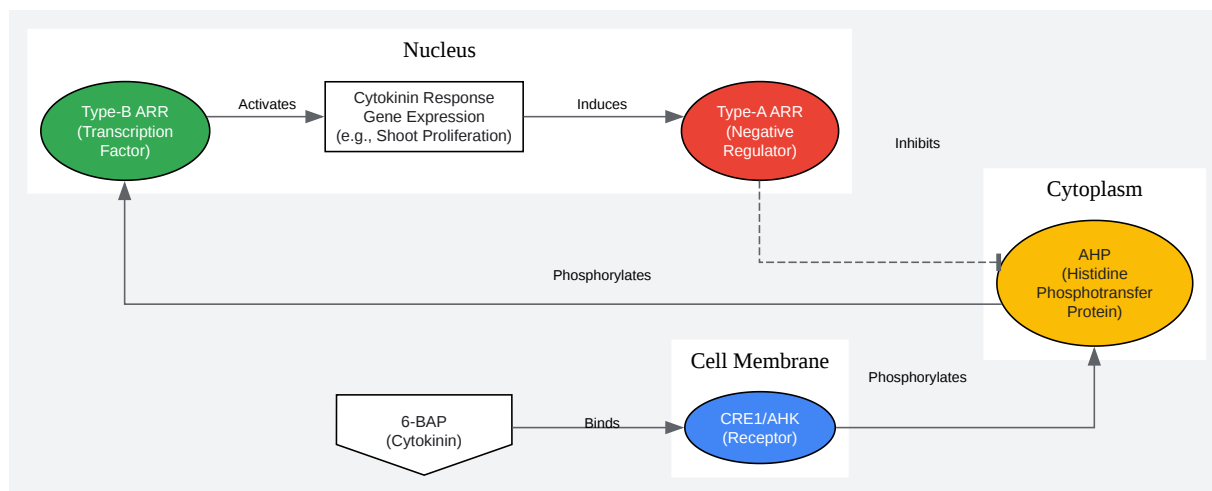 Nucleus
Type-B ARR
(Transcription
Factor)
Activates
Cytokinin Response
Gene Expression
(e.g., Shoot Proliferation)
Induces
Type-A ARR
(Negative
Regulator)
Inhibits
Cytoplasm
AHP
(Histidine
Phosphotransfer
Protein)
Phosphorylates
Cell Membrane
Phosphorylates
6-BAP
(Cytokinin)
Binds
CRE1/AHK
(Receptor)